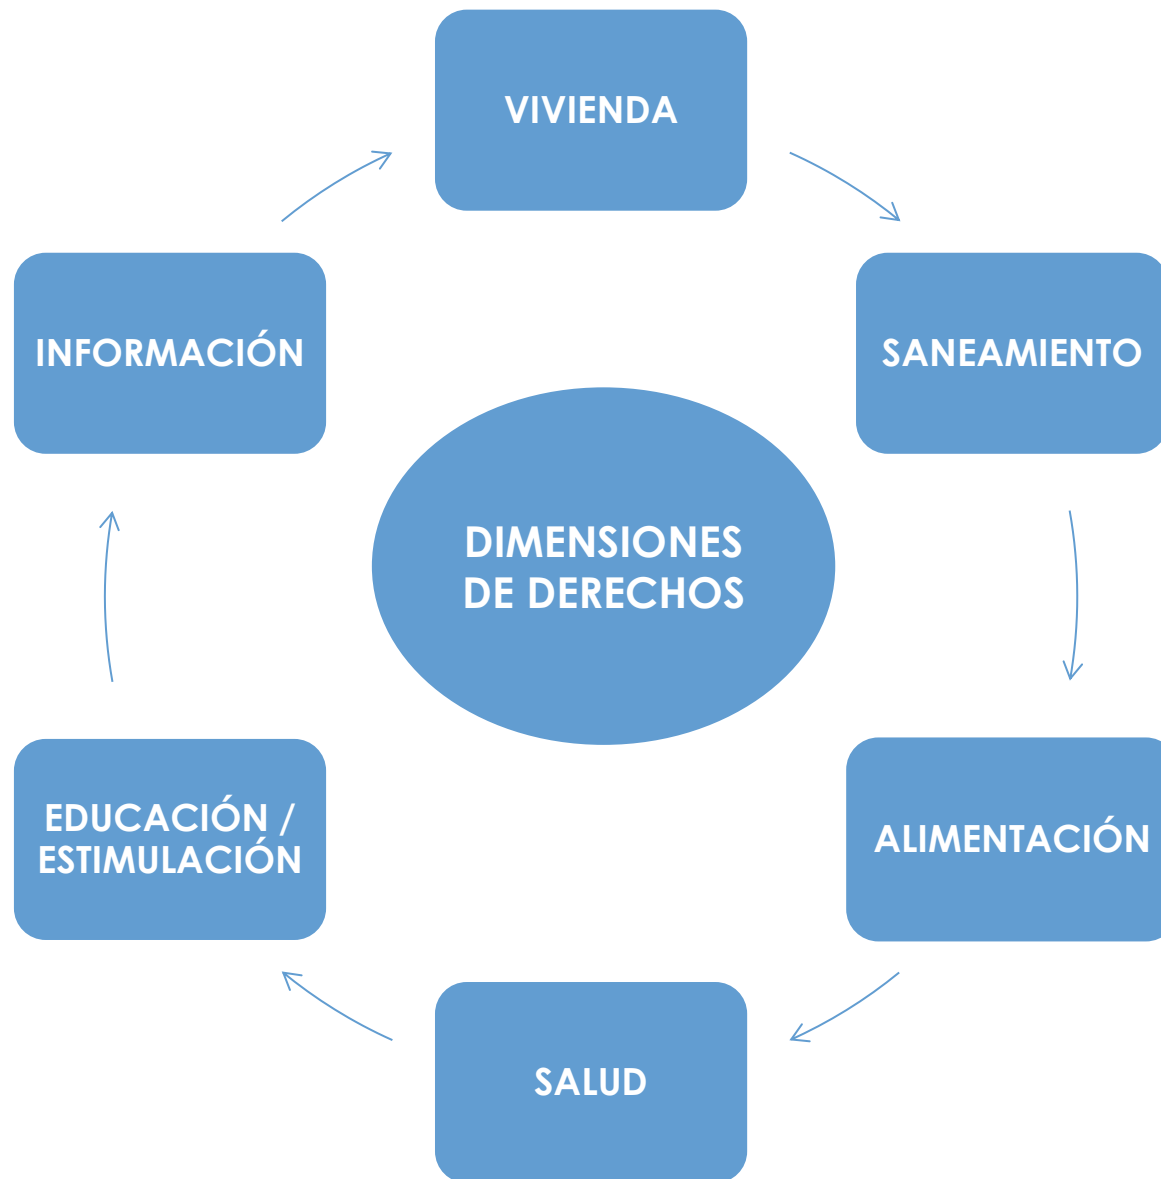 VIVIENDA
SANEAMIENTO
ALIMENTACIÓN
SALUD
EDUCACIÓN /
ESTIMULACIÓN
INFORMACIÓN
DIMENSIONES
DE DERECHOS